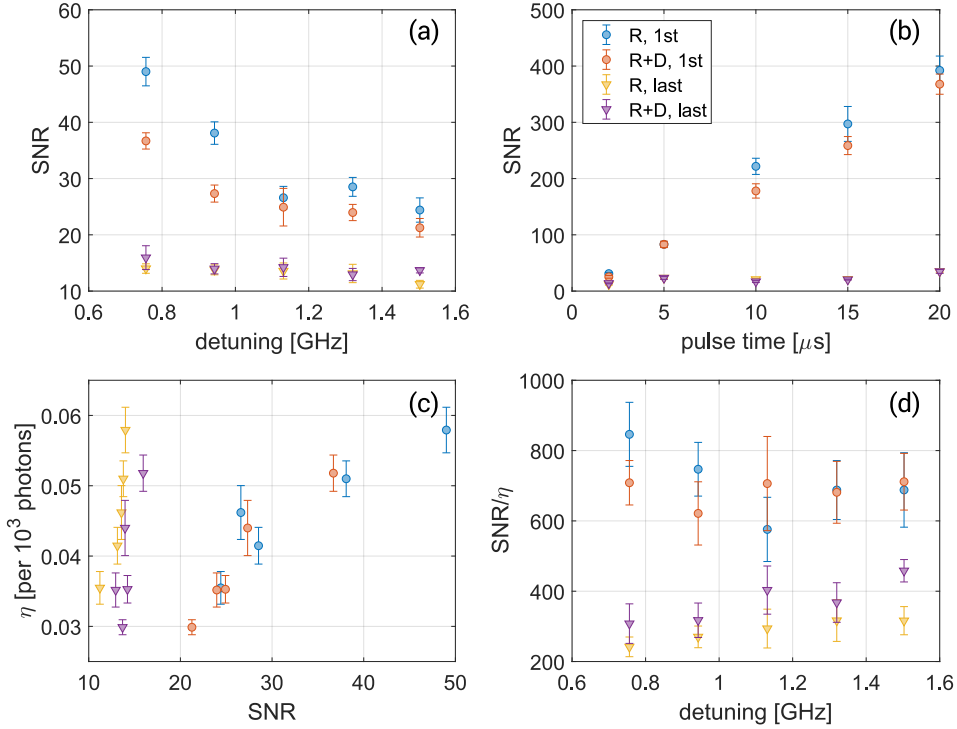 (a)
SNR
60
50
40
30
20
10
0.6 0.8 1 1.2 1.4 1.6
detuning [GHz]
(b)
SNR
500
400
300
200
100
0
0 5 10 15 20
pulse time [μs]
R, 1st
R+D, 1st
R, last
R+D, last
(c)
η [per 10³ photons]
0.06
0.05
0.04
0.03
10 20 30 40 50
SNR
(d)
SNR/η
1000
800
600
400
200
0.6 0.8 1 1.2 1.4 1.6
detuning [GHz]